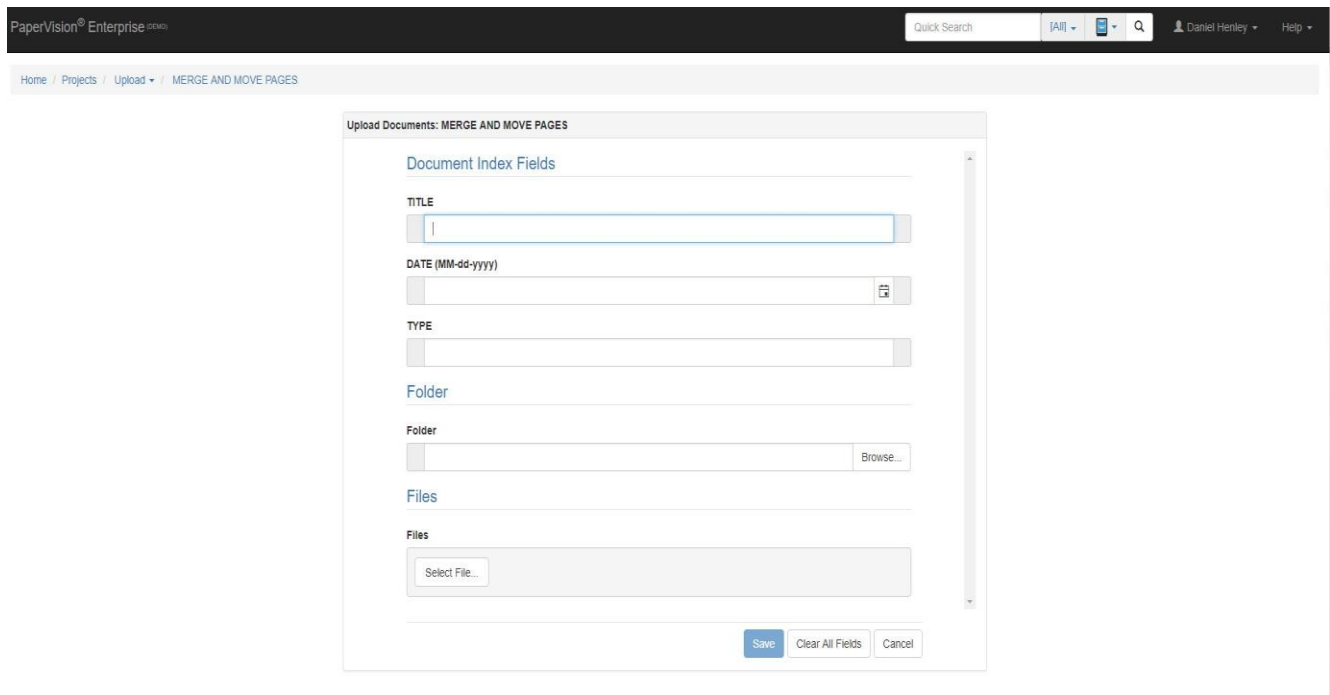 PaperVision® Enterprise (DEMO)
Quick Search [All] Daniel Henley Help
Home / Projects / Upload / MERGE AND MOVE PAGES
Upload Documents: MERGE AND MOVE PAGES
Document Index Fields
TITLE
DATE (MM-dd-yyyy)
TYPE
Folder
Folder
Browse...
Files
Files
Select File...
Save Clear All Fields Cancel